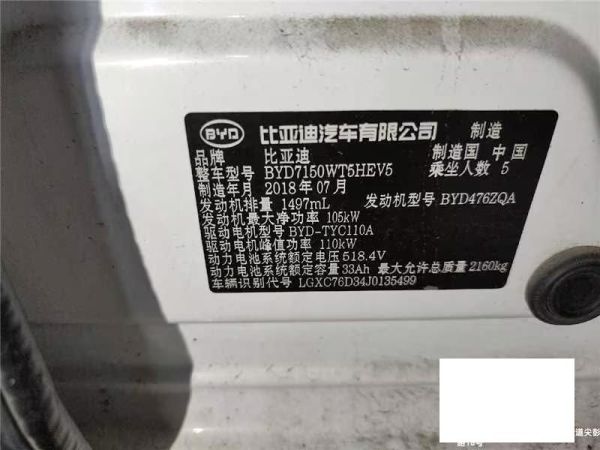 BYD 比亚迪汽车有限公司 制造
品牌 比亚迪 制造国 中国
整车型号 BYD7150WT5HEV5 乘坐人数 5
制造年月 2018年07月
发动机排量 1497mL 发动机型号 BYD476ZQA
发动机最大净功率 105kW
驱动电机型号 BYD-TYC110A
驱动电机峰值功率 110kW
动力电池系统额定电压 518.4V
动力电池系统额定容量 33Ah 最大允许总质量 2160kg
车辆识别代号 LGXC76D34J0135499
道尖彭